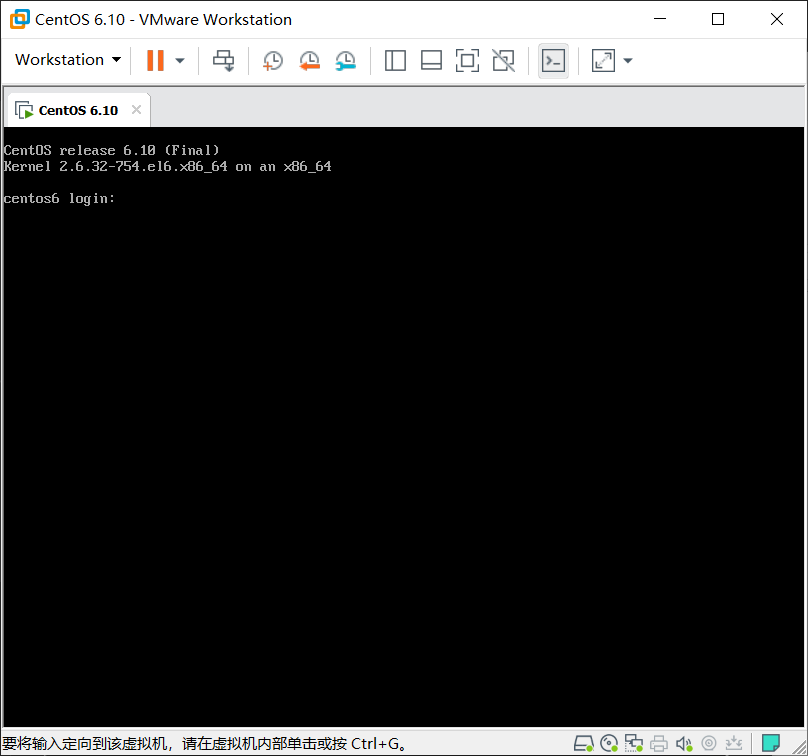 CentOS 6.10 - VMware Workstation
Workstation
CentOS 6.10
CentOS release 6.10 (Final)
Kernel 2.6.32-754.el6.x86_64 on an x86_64
centos6 login:
要将输入定向到该虚拟机，请在虚拟机内部单击或按 Ctrl+G。